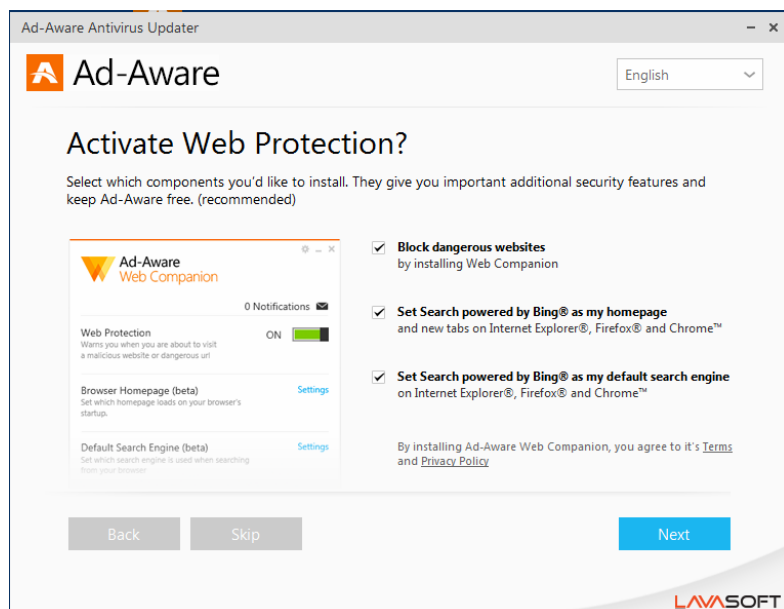 Ad-Aware Antivirus Updater
Ad-Aware
English
Activate Web Protection?
Select which components you'd like to install. They give you important additional security features and
keep Ad-Aware free. (recommended)
Ad-Aware
Web Companion
0 Notifications
Web Protection
ON
Warns you when you are about to visit
a malicious website or dangerous url
Browser Homepage (beta)
Settings
Set which homepage loads on your browser's
startup.
Default Search Engine (beta)
Settings
Set which search engine is used when searching
from your browser
Block dangerous websites
by installing Web Companion
Set Search powered by Bing® as my homepage
and new tabs on Internet Explorer®, Firefox® and Chrome™
Set Search powered by Bing® as my default search engine
on Internet Explorer®, Firefox® and Chrome™
By installing Ad-Aware Web Companion, you agree to it's Terms
and Privacy Policy
Back
Skip
Next
LAVASOFT